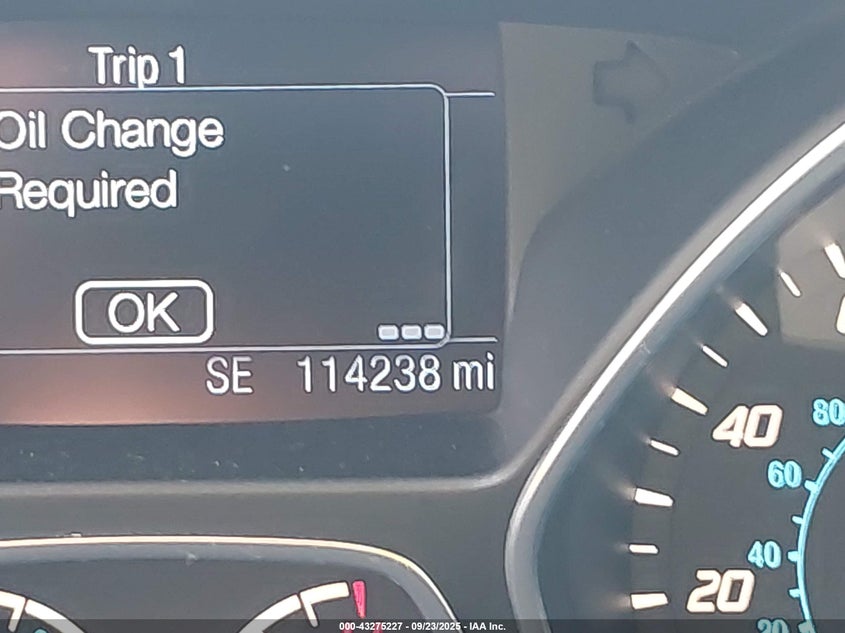 Trip 1
Oil Change
Required
OK
SE 114238 mi
40
80
60
40
20
20
000-43275227 - 09/23/2025 - IAA Inc.